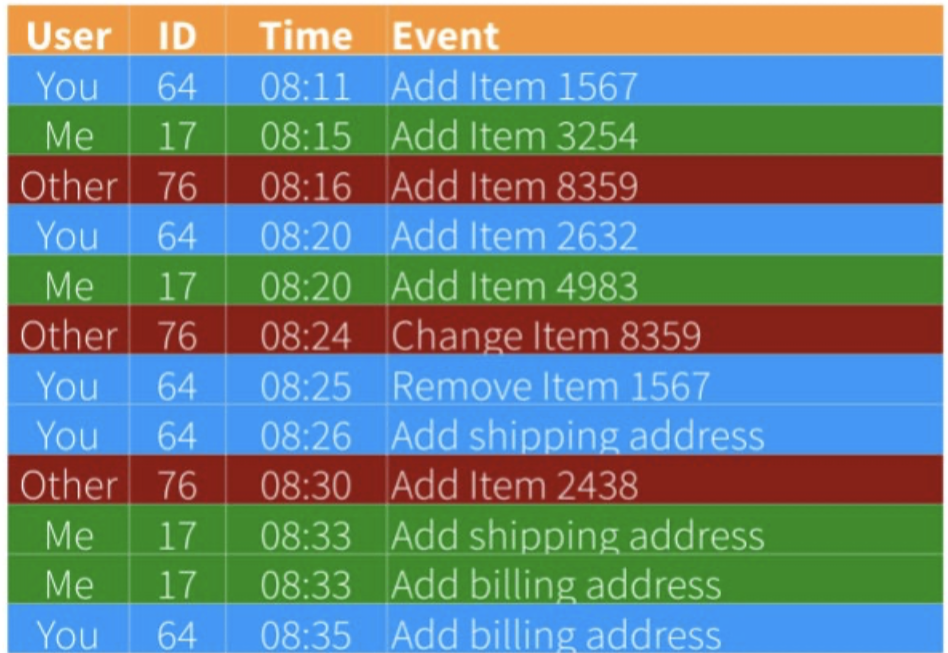 User ID Time Event
You 64 08:11 Add Item 1567
Me 17 08:15 Add Item 3254
Other 76 08:16 Add Item 8359
You 64 08:20 Add Item 2632
Me 17 08:20 Add Item 4983
Other 76 08:24 Change Item 8359
You 64 08:25 Remove Item 1567
You 64 08:26 Add shipping address
Other 76 08:30 Add Item 2438
Me 17 08:33 Add shipping address
Me 17 08:33 Add billing address
You 64 08:35 Add billing address